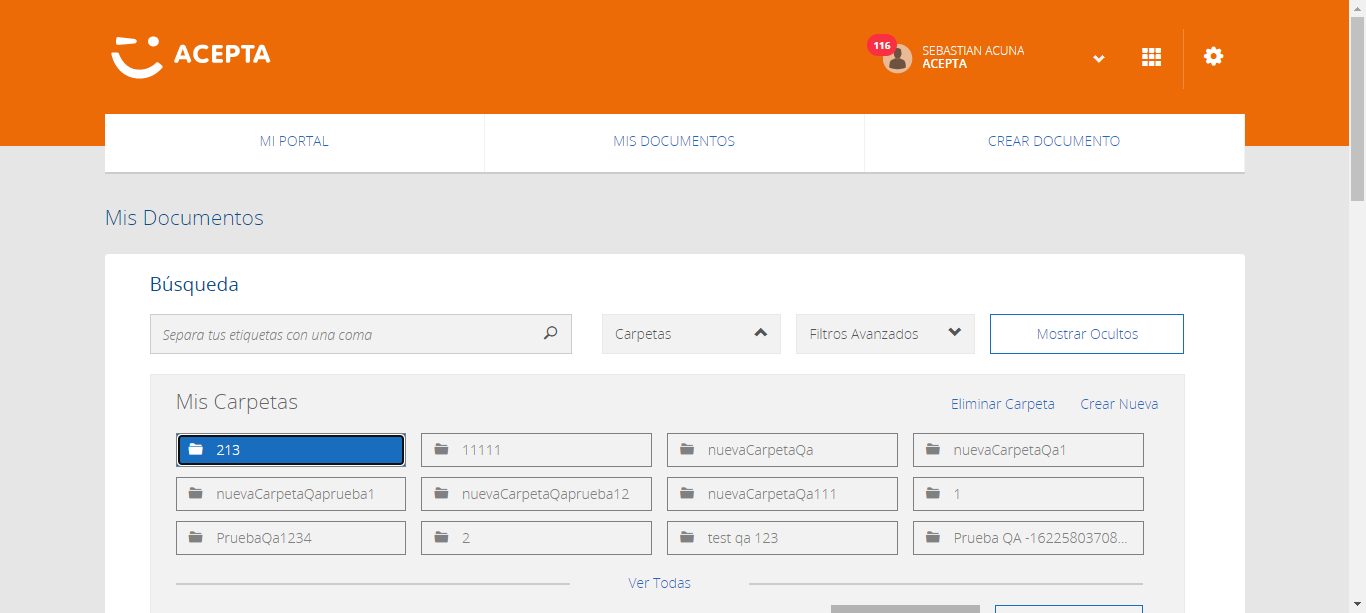 ACEPTA
116
SEBASTIAN ACUNA
ACEPTA
MI PORTAL
MIS DOCUMENTOS
CREAR DOCUMENTO
Mis Documentos
Búsqueda
Separa tus etiquetas con una coma
Carpetas
Filtros Avanzados
Mostrar Ocultos
Mis Carpetas
Eliminar Carpeta
Crear Nueva
213
11111
nuevaCarpetaQa
nuevaCarpetaQa1
nuevaCarpetaQaprueba1
nuevaCarpetaQaprueba12
nuevaCarpetaQa111
1
PruebaQa1234
2
test qa 123
Prueba QA -16225803708...
Ver Todas